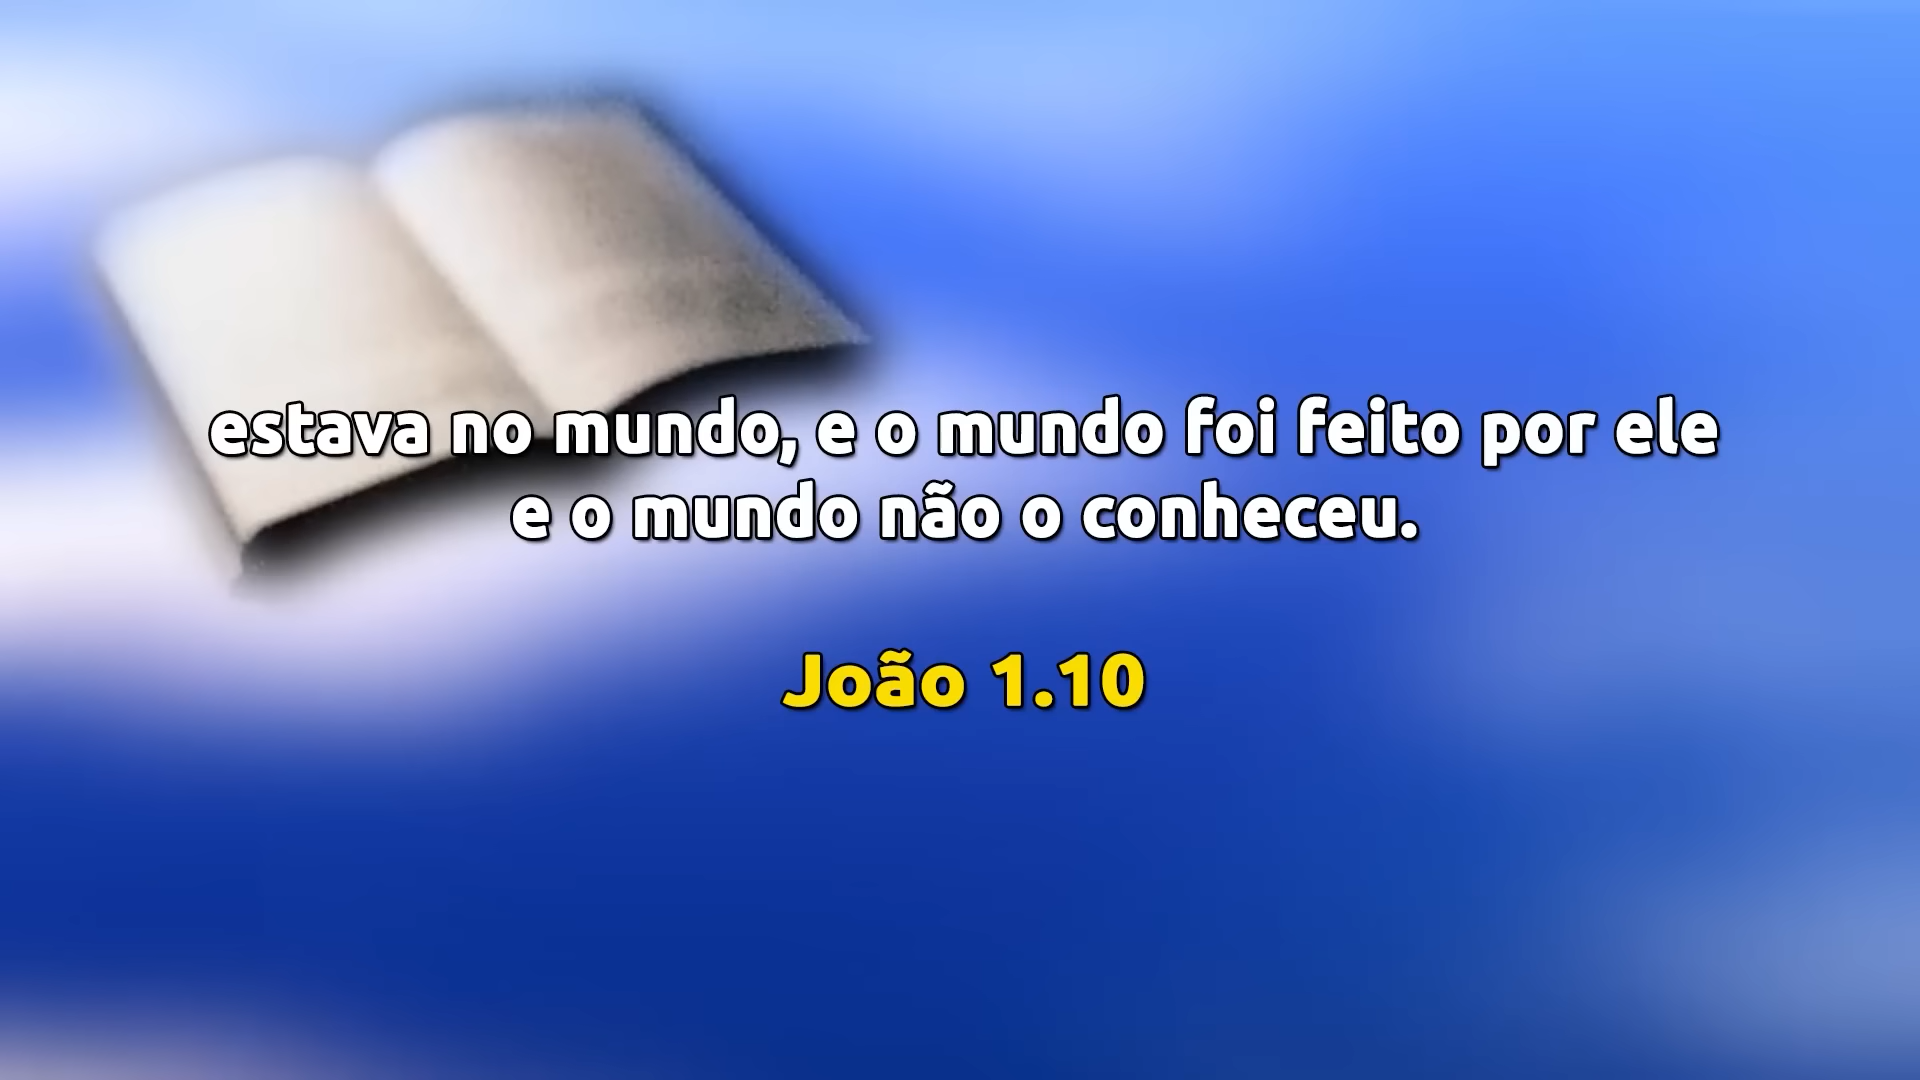 estava no mundo, e o mundo foi feito por ele
e o mundo não o conheceu.
João 1.10